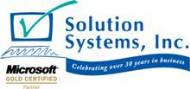 Solution
Systems, Inc.
Celebrating over 30 years in business
Microsoft
GOLD CERTIFIED
Partner